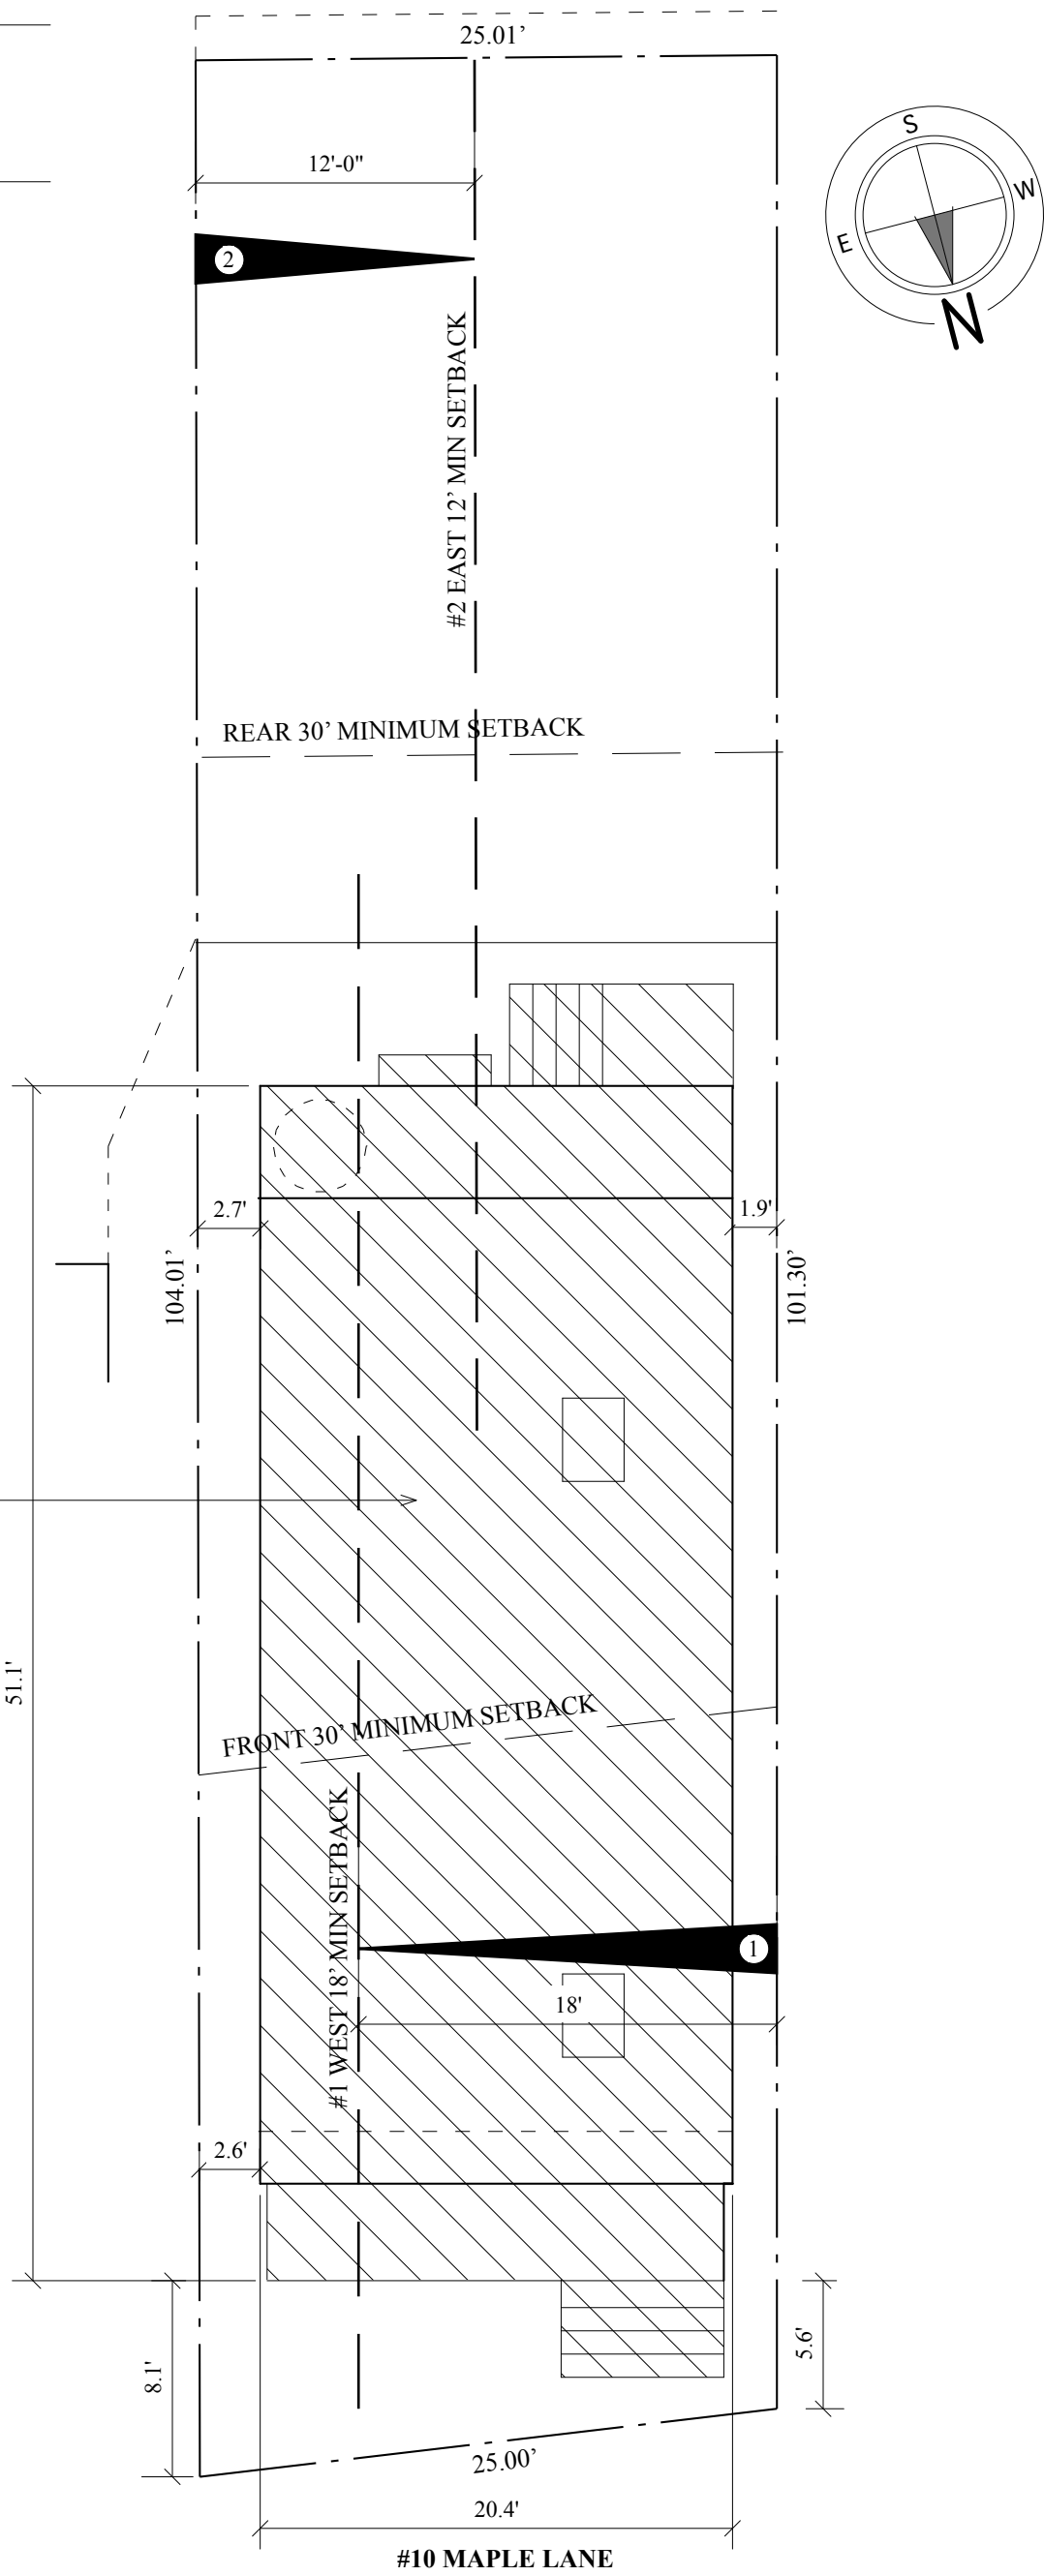 25.01’
S
12'-0"
W
2
E
N
#2 EAST 12’ MIN SETBACK
REAR 30’ MINIMUM SETBACK
2.7'
1.9'
104.01’
101.30’
51.1'
FRONT 30’ MINIMUM SETBACK
#1 WEST 18’ MIN SETBACK
1
18'
2.6'
8.1'
5.6'
25.00’
20.4'
#10 MAPLE LANE